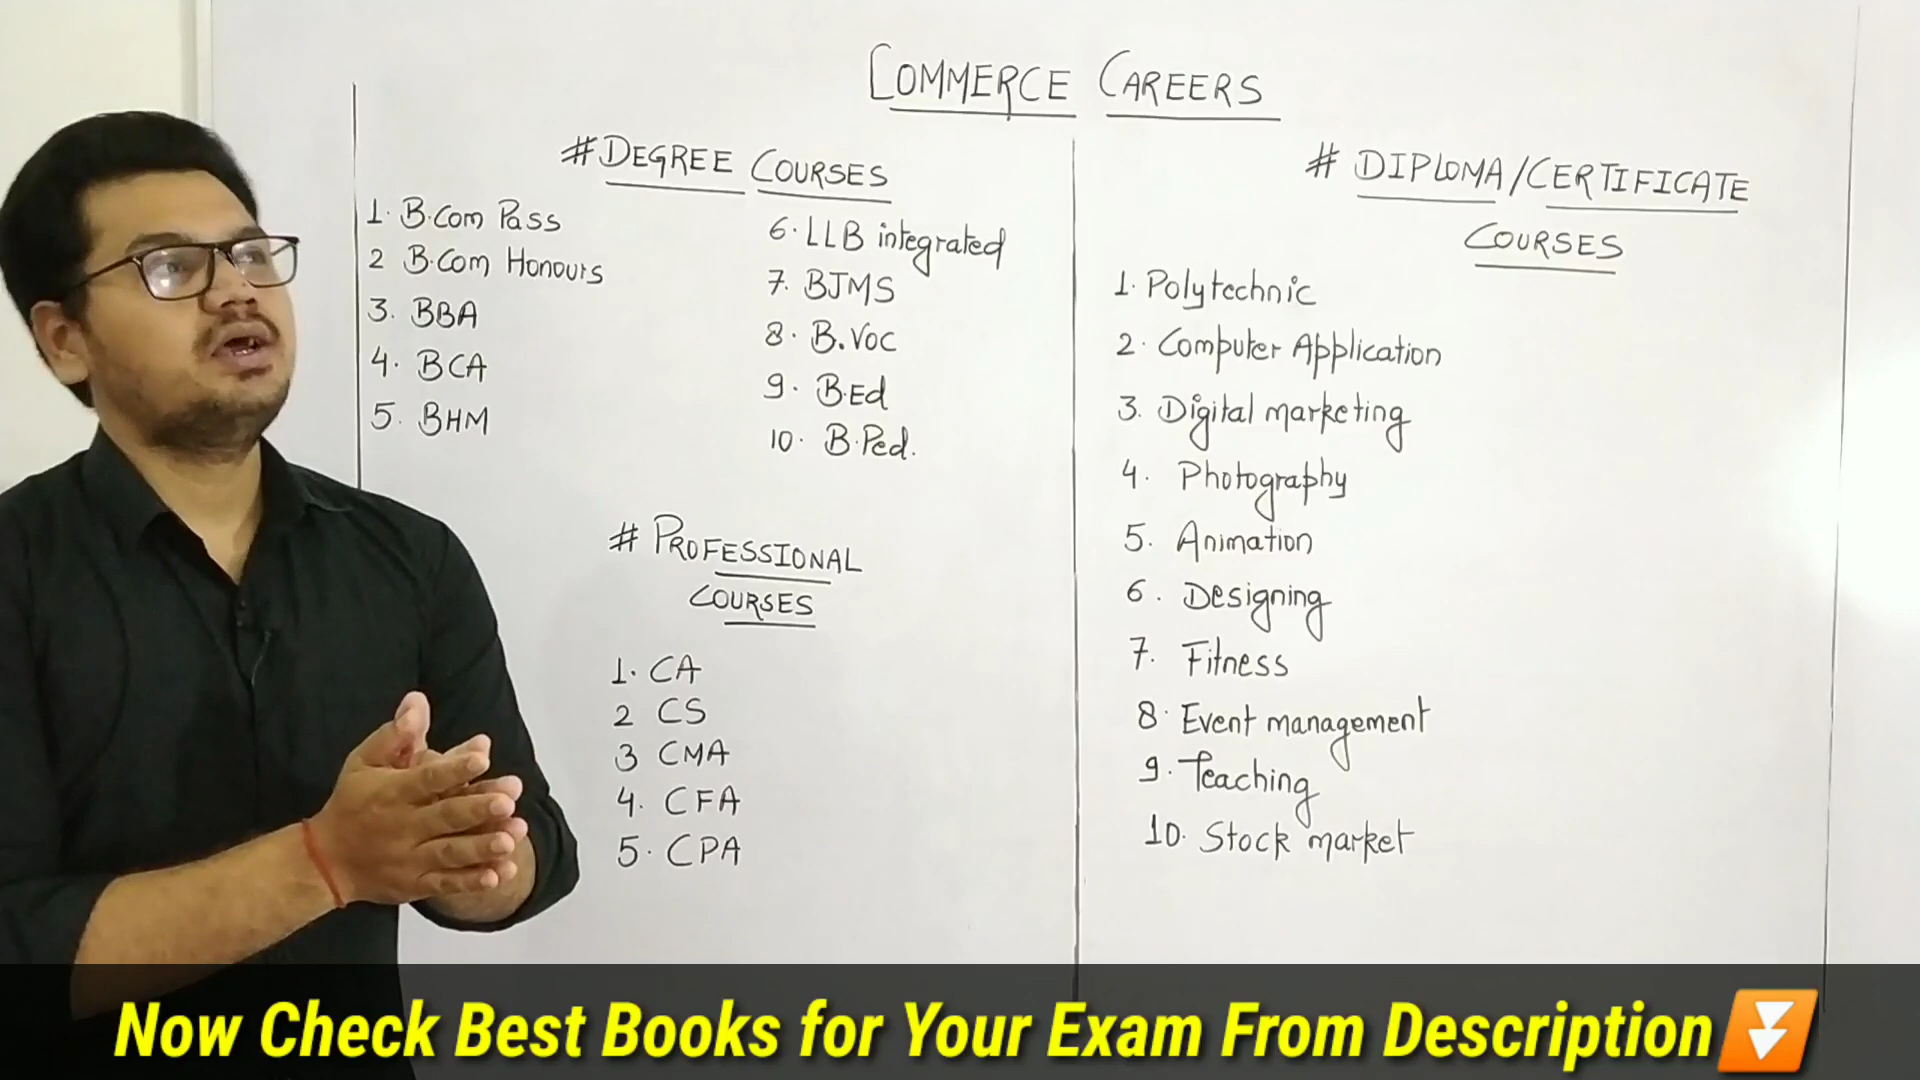 COMMERCE CAREERS
# DEGREE COURSES
1. B.Com Pass
2 B.Com Honours
3. BBA
4. BCA
5. BHM
6. LLB integrated
7. BJMS
8. B.Voc
9. B.Ed
10. B.Ped.
# PROFESSIONAL
COURSES
1. CA
2 CS
3 CMA
4. CFA
5. CPA
# DIPLOMA/CERTIFICATE
COURSES
1. Polytechnic
2. Computer Application
3. Digital marketing
4. Photography
5. Animation
6. Designing
7. Fitness
8. Event management
9. Teaching
10. Stock market
Now Check Best Books for Your Exam From Description